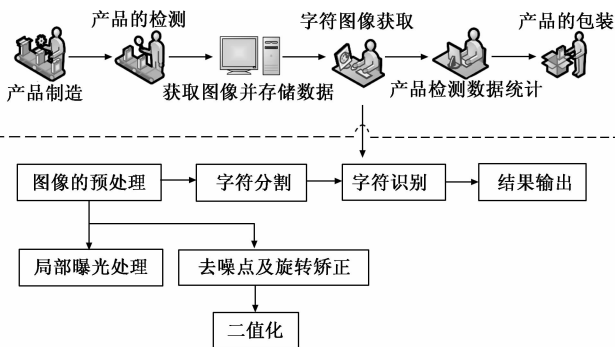 产品的检测
字符图像获取
产品的包装
产品制造
获取图像并存储数据
产品检测数据统计
图像的预处理
字符分割
字符识别
结果输出
局部曝光处理
去噪点及旋转矫正
二值化